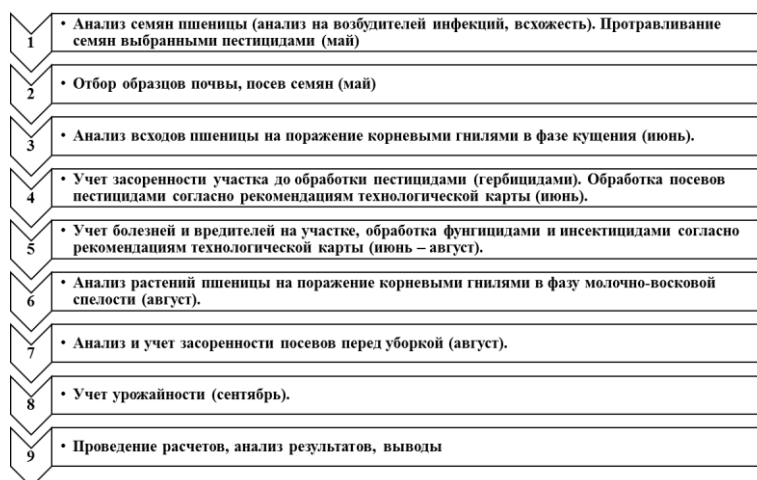 1
• Анализ семян пшеницы (анализ на возбудителей инфекций, всхожесть). Протравливание
семян выбранными пестицидами (май)
2
• Отбор образцов почвы, посев семян (май)
3
• Анализ всходов пшеницы на поражение корневыми гнилями в фазе кущения (июнь).
4
• Учет засоренности участка до обработки пестицидами (гербицидами). Обработка посевов
пестицидами согласно рекомендациям технологической карты (июнь).
5
• Учет болезней и вредителей на участке, обработка фунгицидами и инсектицидами согласно
рекомендациям технологической карты (июнь – август).
6
• Анализ растений пшеницы на поражение корневыми гнилями в фазу молочно-восковой
спелости (август).
7
• Анализ и учет засоренности посевов перед уборкой (август).
8
• Учет урожайности (сентябрь).
9
• Проведение расчетов, анализ результатов, выводы